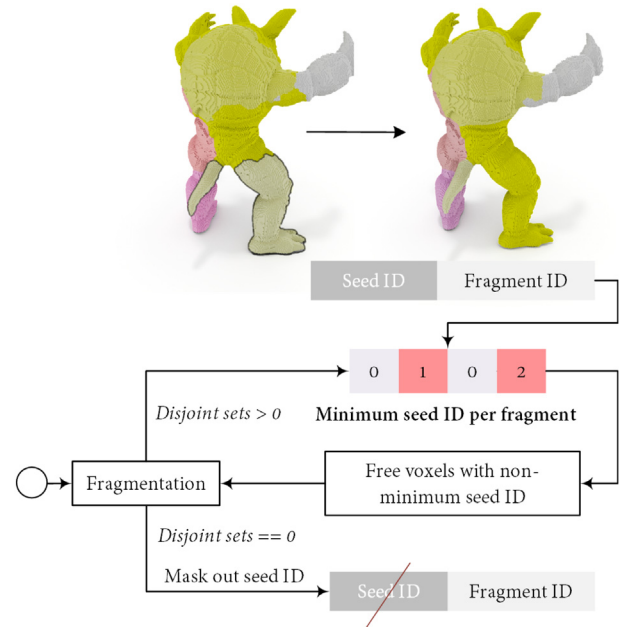 Seed ID Fragment ID
0 1 0 2
Disjoint sets > 0
Minimum seed ID per fragment
Fragmentation
Free voxels with non-
minimum seed ID
Disjoint sets == 0
Mask out seed ID
Seed ID Fragment ID